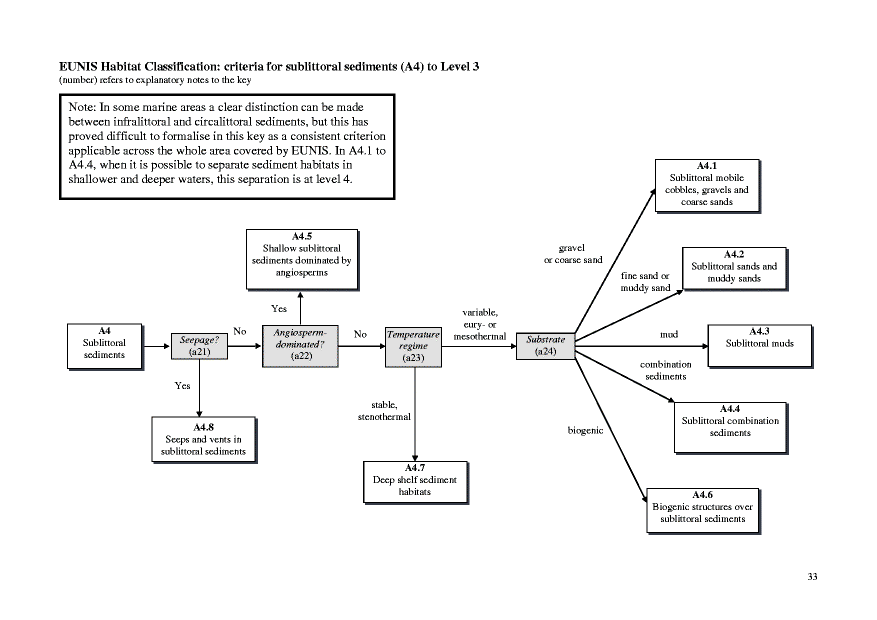 EUNIS Habitat Classification: criteria for sublittoral sediments (A4) to Level 3
(number) refers to explanatory notes to the key
Note: In some marine areas a clear distinction can be made
between infralittoral and circalittoral sediments, but this has
proved difficult to formalise in this key as a consistent criterion
applicable across the whole area covered by EUNIS. In A4.1 to
A4.4, when it is possible to separate sediment habitats in
shallower and deeper waters, this separation is at level 4.
A4.1
Sublittoral mobile
cobbles, gravels and
coarse sands
A4.5
Shallow sublittoral
sediments dominated by
angiosperms
gravel
or coarse sand
A4.2
Sublittoral sands and
muddy sands
fine sand or
muddy sand
Yes
variable,
eury- or
mesothermal
A4
Sublittoral
sediments
Seepage?
(a21)
No
Angiosperm-
dominated?
(a22)
No
Temperature
regime
(a23)
Substrate
(a24)
mud
A4.3
Sublittoral muds
combination
sediments
Yes
stable,
stenothermal
A4.4
Sublittoral combination
sediments
A4.8
Seeps and vents in
sublittoral sediments
biogenic
A4.7
Deep shelf sediment
habitats
A4.6
Biogenic structures over
sublittoral sediments
33